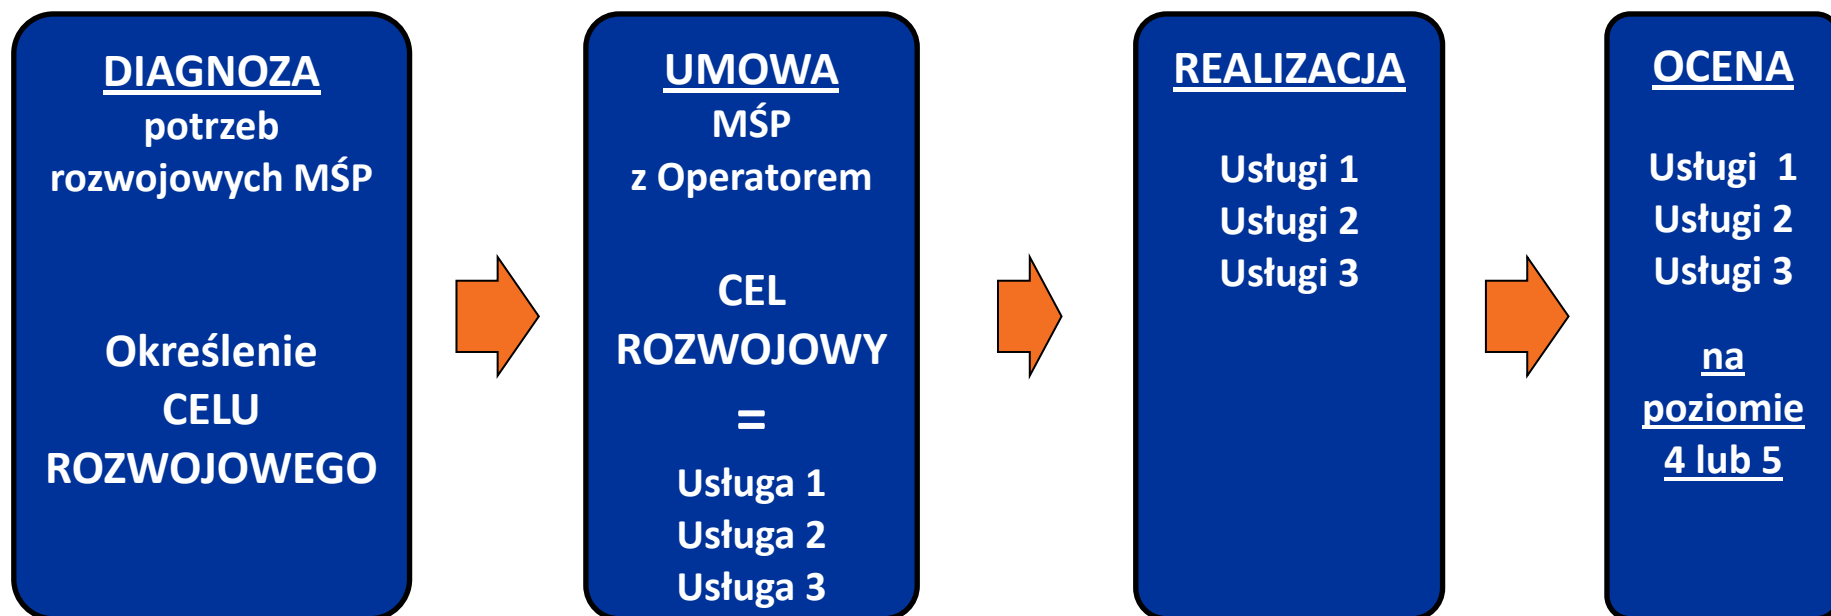 DIAGNOZA
potrzeb
rozwojowych MŚP
Określenie
CELU
ROZWOJOWEGO
UMOWA
MŚP
z Operatorem
CEL
ROZWOJOWY
=
Usługa 1
Usługa 2
Usługa 3
REALIZACJA
Usługi 1
Usługi 2
Usługi 3
OCENA
Usługi  1
Usługi 2
Usługi 3
na
poziomie
4 lub 5